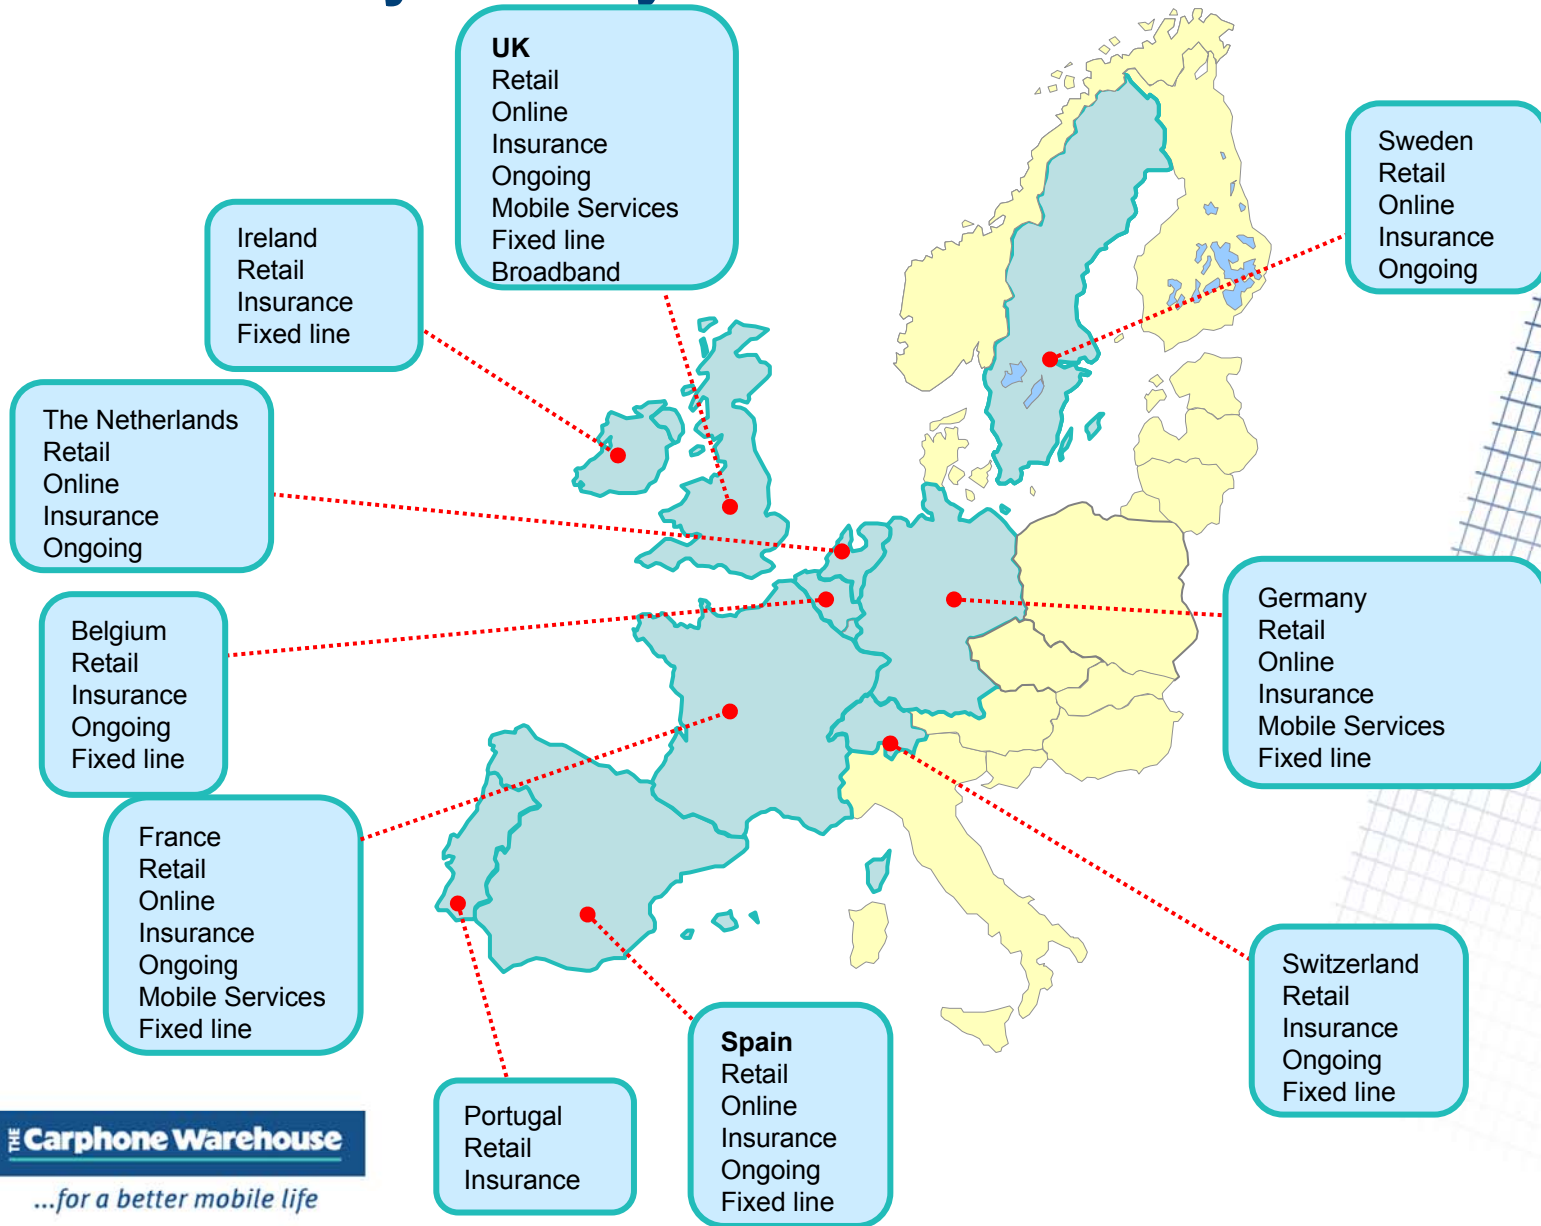 UK
Retail
Online
Insurance
Ongoing
Mobile Services
Fixed line
Broadband
Sweden
Retail
Online
Insurance
Ongoing
Ireland
Retail
Insurance
Fixed line
The Netherlands
Retail
Online
Insurance
Ongoing
Belgium
Retail
Insurance
Ongoing
Fixed line
Germany
Retail
Online
Insurance
Mobile Services
Fixed line
France
Retail
Online
Insurance
Ongoing
Mobile Services
Fixed line
Switzerland
Retail
Insurance
Ongoing
Fixed line
Spain
Retail
Online
Insurance
Ongoing
Fixed line
Portugal
Retail
Insurance
THE Carphone Warehouse
...for a better mobile life